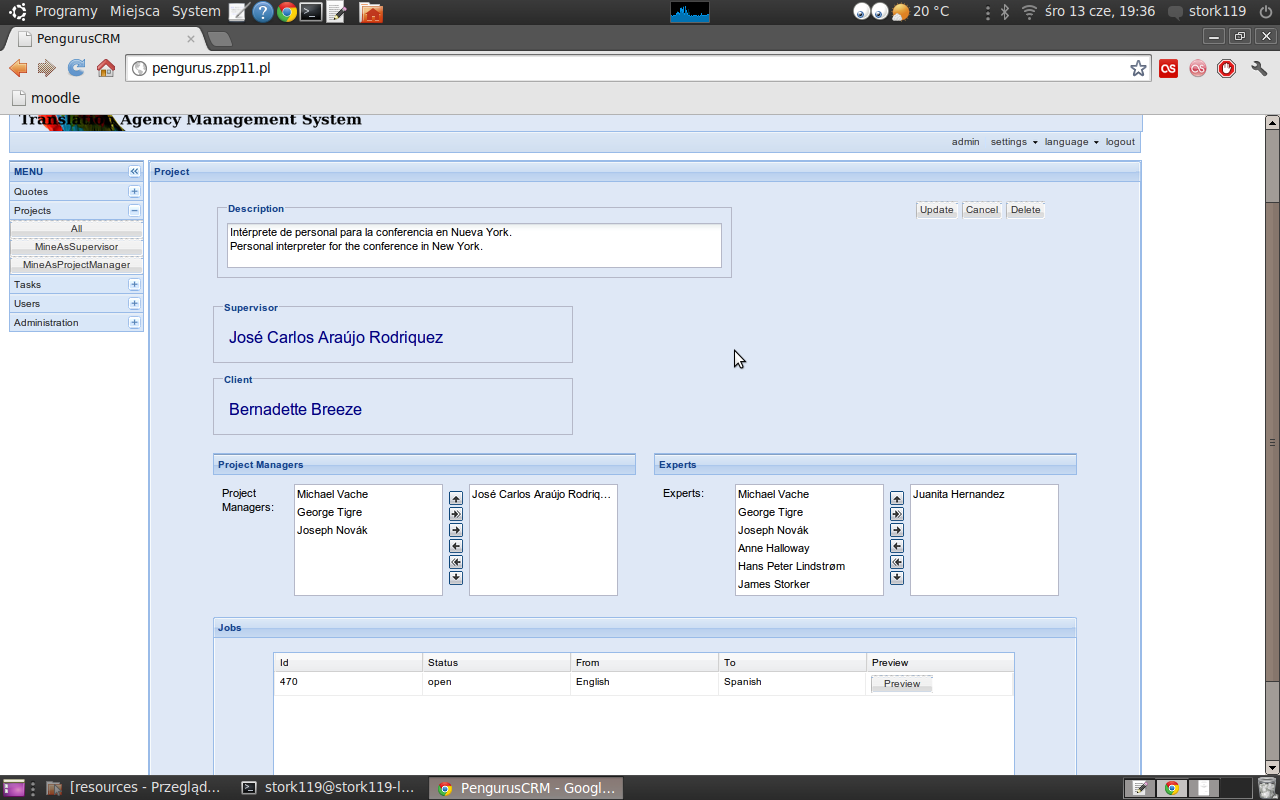 Programy Miejsca System 20 °C śro 13 cze, 19:36 stork119
PengurusCRM
pengurus.zpp11.pl
moodle
Translation Agency Management System
admin settings language logout
MENU
Quotes
Projects
All
MineAsSupervisor
MineAsProjectManager
Tasks
Users
Administration
Project
Description
Intérprete de personal para la conferencia en Nueva York.
Personal interpreter for the conference in New York.
Update Cancel Delete
Supervisor
José Carlos Araújo Rodriquez
Client
Bernadette Breeze
Project Managers
Project
Managers:
Michael Vache
George Tigre
Joseph Novák
José Carlos Araújo Rodriq...
Experts
Experts:
Michael Vache
George Tigre
Joseph Novák
Anne Halloway
Hans Peter Lindstrøm
James Storker
Juanita Hernandez
Jobs
Id Status From To Preview
470 open English Spanish Preview
[resources - Przegląd... stork119@stork119-l... PengurusCRM - Googl...